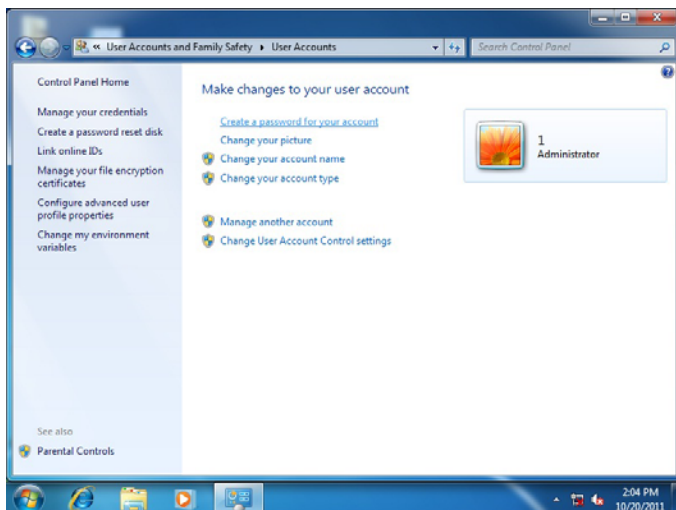 « User Accounts and Family Safety ▸ User Accounts
Search Control Panel
Control Panel Home
Manage your credentials
Create a password reset disk
Link online IDs
Manage your file encryption
certificates
Configure advanced user
profile properties
Change my environment
variables
See also
Parental Controls
Make changes to your user account
Create a password for your account
Change your picture
Change your account name
Change your account type
Manage another account
Change User Account Control settings
1
Administrator
2:04 PM
10/20/2011